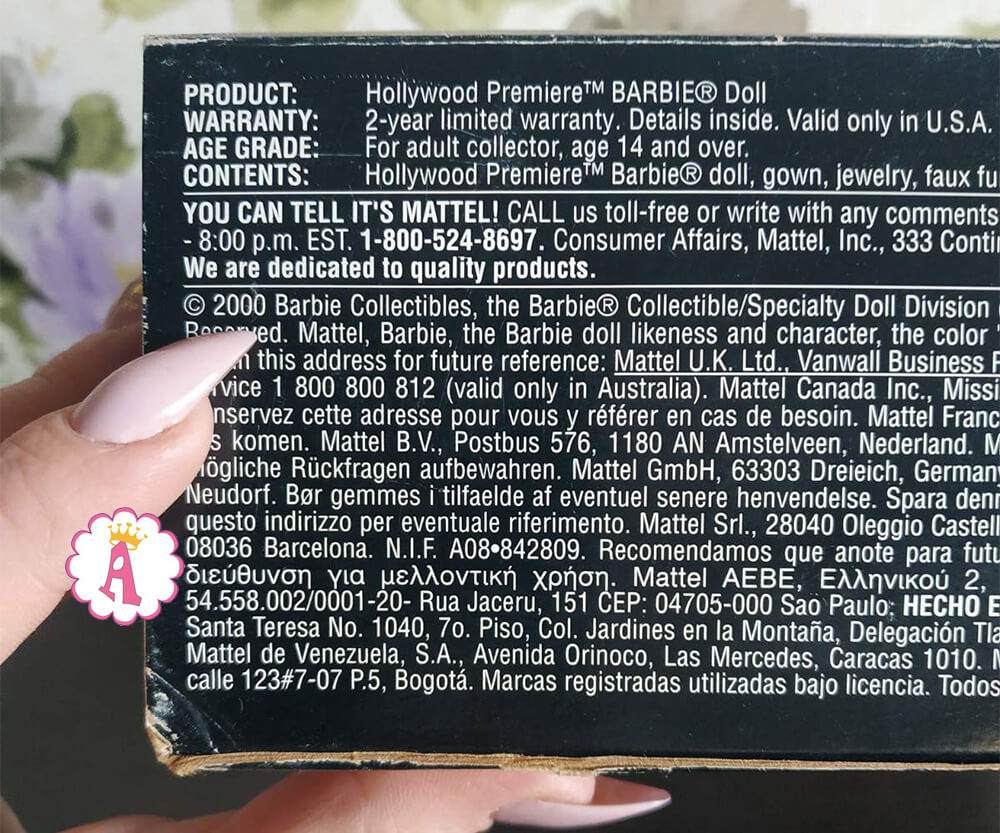 PRODUCT: Hollywood Premiere™ BARBIE® Doll
WARRANTY: 2-year limited warranty. Details inside. Valid only in U.S.A.
AGE GRADE: For adult collector, age 14 and over.
CONTENTS: Hollywood Premiere™ Barbie® doll, gown, jewelry, faux fu
YOU CAN TELL IT'S MATTEL! CALL us toll-free or write with any comments
- 8:00 p.m. EST. 1-800-524-8697. Consumer Affairs, Mattel, Inc., 333 Conti
We are dedicated to quality products.
© 2000 Barbie Collectibles, the Barbie® Collectible/Specialty Doll Division
Reserved. Mattel, Barbie, the Barbie doll likeness and character, the color
this address for future reference: Mattel U.K. Ltd., Vanwall Business P
rvice 1 800 800 812 (valid only in Australia). Mattel Canada Inc., Missi
nservez cette adresse pour vous y référer en cas de besoin. Mattel Franc
s komen. Mattel B.V., Postbus 576, 1180 AN Amstelveen, Nederland. M
ögliche Rückfragen aufbewahren. Mattel GmbH, 63303 Dreieich, German
Neudorf. Bør gemmes i tilfaelde af eventuel senere henvendelse. Spara denn
questo indirizzo per eventuale riferimento. Mattel Srl., 28040 Oleggio Castell
08036 Barcelona. N.I.F. A08•842809. Recomendamos que anote para futu
διεύθυνση για μελλοντική χρήση. Mattel AEBE, Ελληνικού 2,
54.558.002/0001-20- Rua Jaceru, 151 CEP: 04705-000 Sao Paulo; HECHO E
Santa Teresa No. 1040, 7o. Piso, Col. Jardines en la Montaña, Delegación Tla
Mattel de Venezuela, S.A., Avenida Orinoco, Las Mercedes, Caracas 1010. M
calle 123#7-07 P.5, Bogotá. Marcas registradas utilizadas bajo licencia. Todos
A